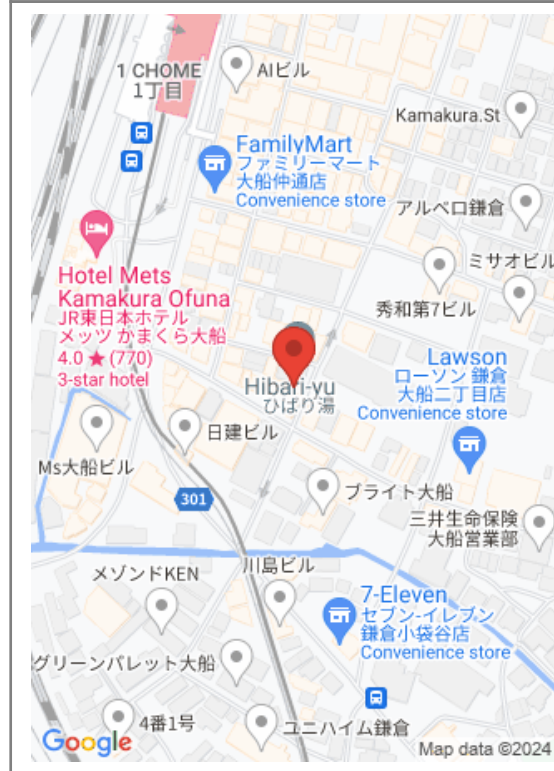 1 CHOME
1丁目
AIビル
Kamakura.St
FamilyMart
ファミリーマート
大船仲通店
Convenience store
アルベロ鎌倉
ミサオビル
Hotel Mets
Kamakura Ofuna
JR東日本ホテル
メッツ かまくら大船
4.0 ★ (770)
3-star hotel
秀和第7ビル
Lawson
ローソン 鎌倉
大船二丁目店
Convenience store
Hibari-yu
ひばり湯
日建ビル
Ms大船ビル
301
ブライト大船
三井生命保険
大船営業部
メゾンドKEN
川島ビル
7-Eleven
セブン-イレブン
鎌倉小袋谷店
Convenience store
グリーンパレット大船
4番1号
ユニハイム鎌倉
Google
Map data ©2024